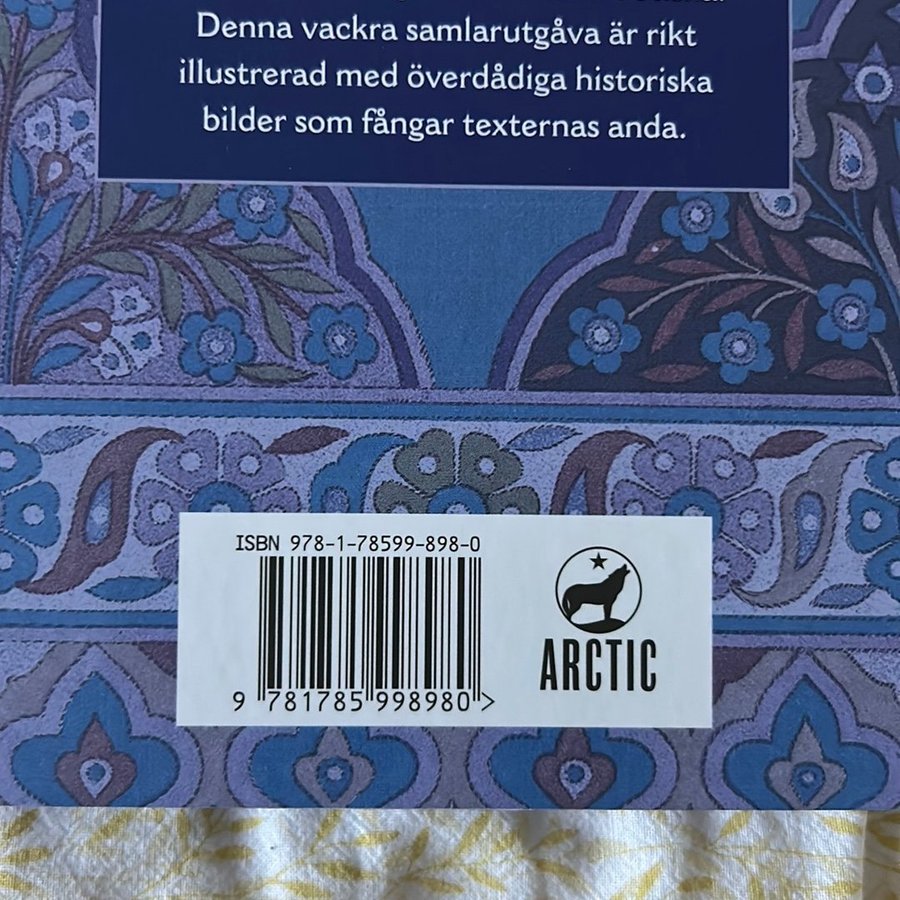 Denna vackra samlarutgåva är rikt
illustrerad med överdådiga historiska
bilder som fångar texternas anda.
ISBN 978-1-78599-898-0
9 781785 998980 >
ARCTIC